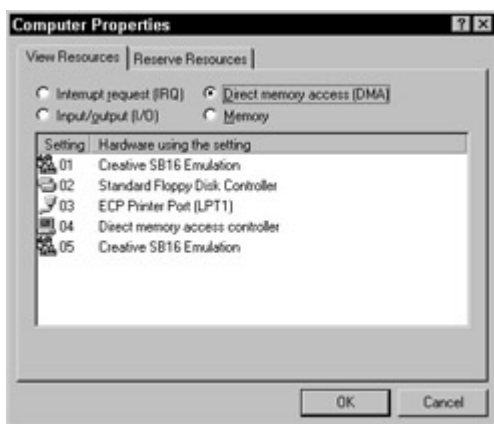 Computer Properties
View Resources Reserve Resources
Interrupt request (IRQ) Direct memory access (DMA)
Input/output (I/O) Memory
Setting Hardware using the setting
01 Creative SB16 Emulation
02 Standard Floppy Disk Controller
03 ECP Printer Port (LPT1)
04 Direct memory access controller
05 Creative SB16 Emulation
OK Cancel